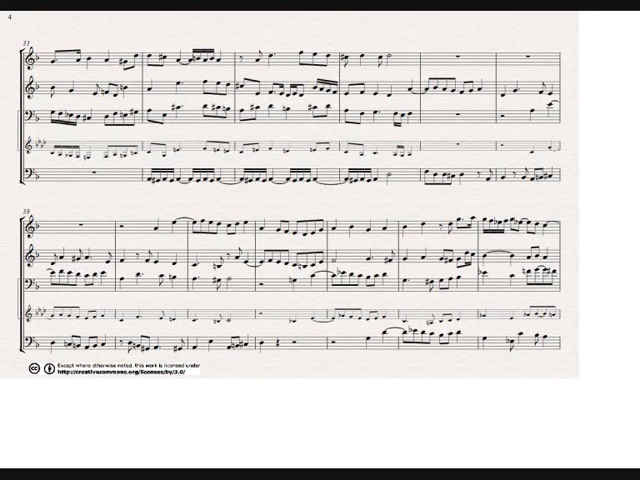 4
33
39
cc Except where otherwise noted, this work is licensed under
http://creativecommons.org/licenses/by/3.0/